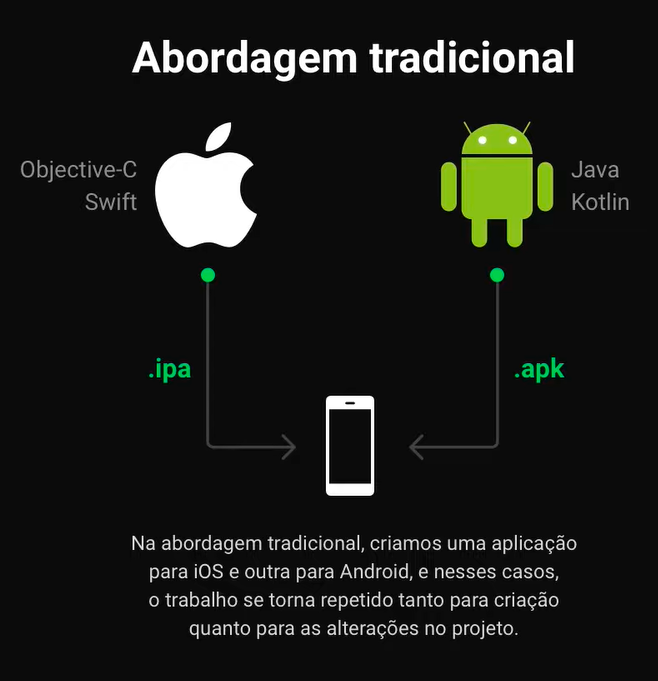 Abordagem tradicional
Objective-C
Swift
Java
Kotlin
.ipa
.apk
Na abordagem tradicional, criamos uma aplicação
para iOS e outra para Android, e nesses casos,
o trabalho se torna repetido tanto para criação
quanto para as alterações no projeto.